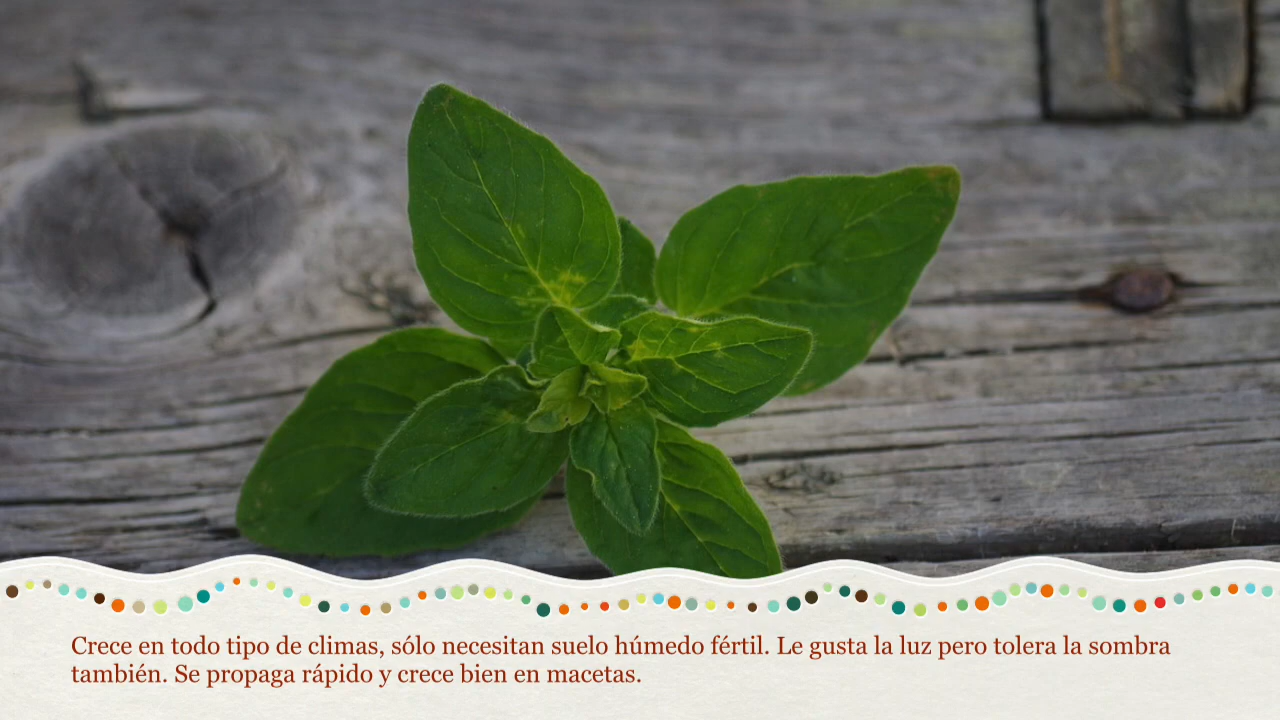 Crece en todo tipo de climas, sólo necesitan suelo húmedo fértil. Le gusta la luz pero tolera la sombra
también. Se propaga rápido y crece bien en macetas.